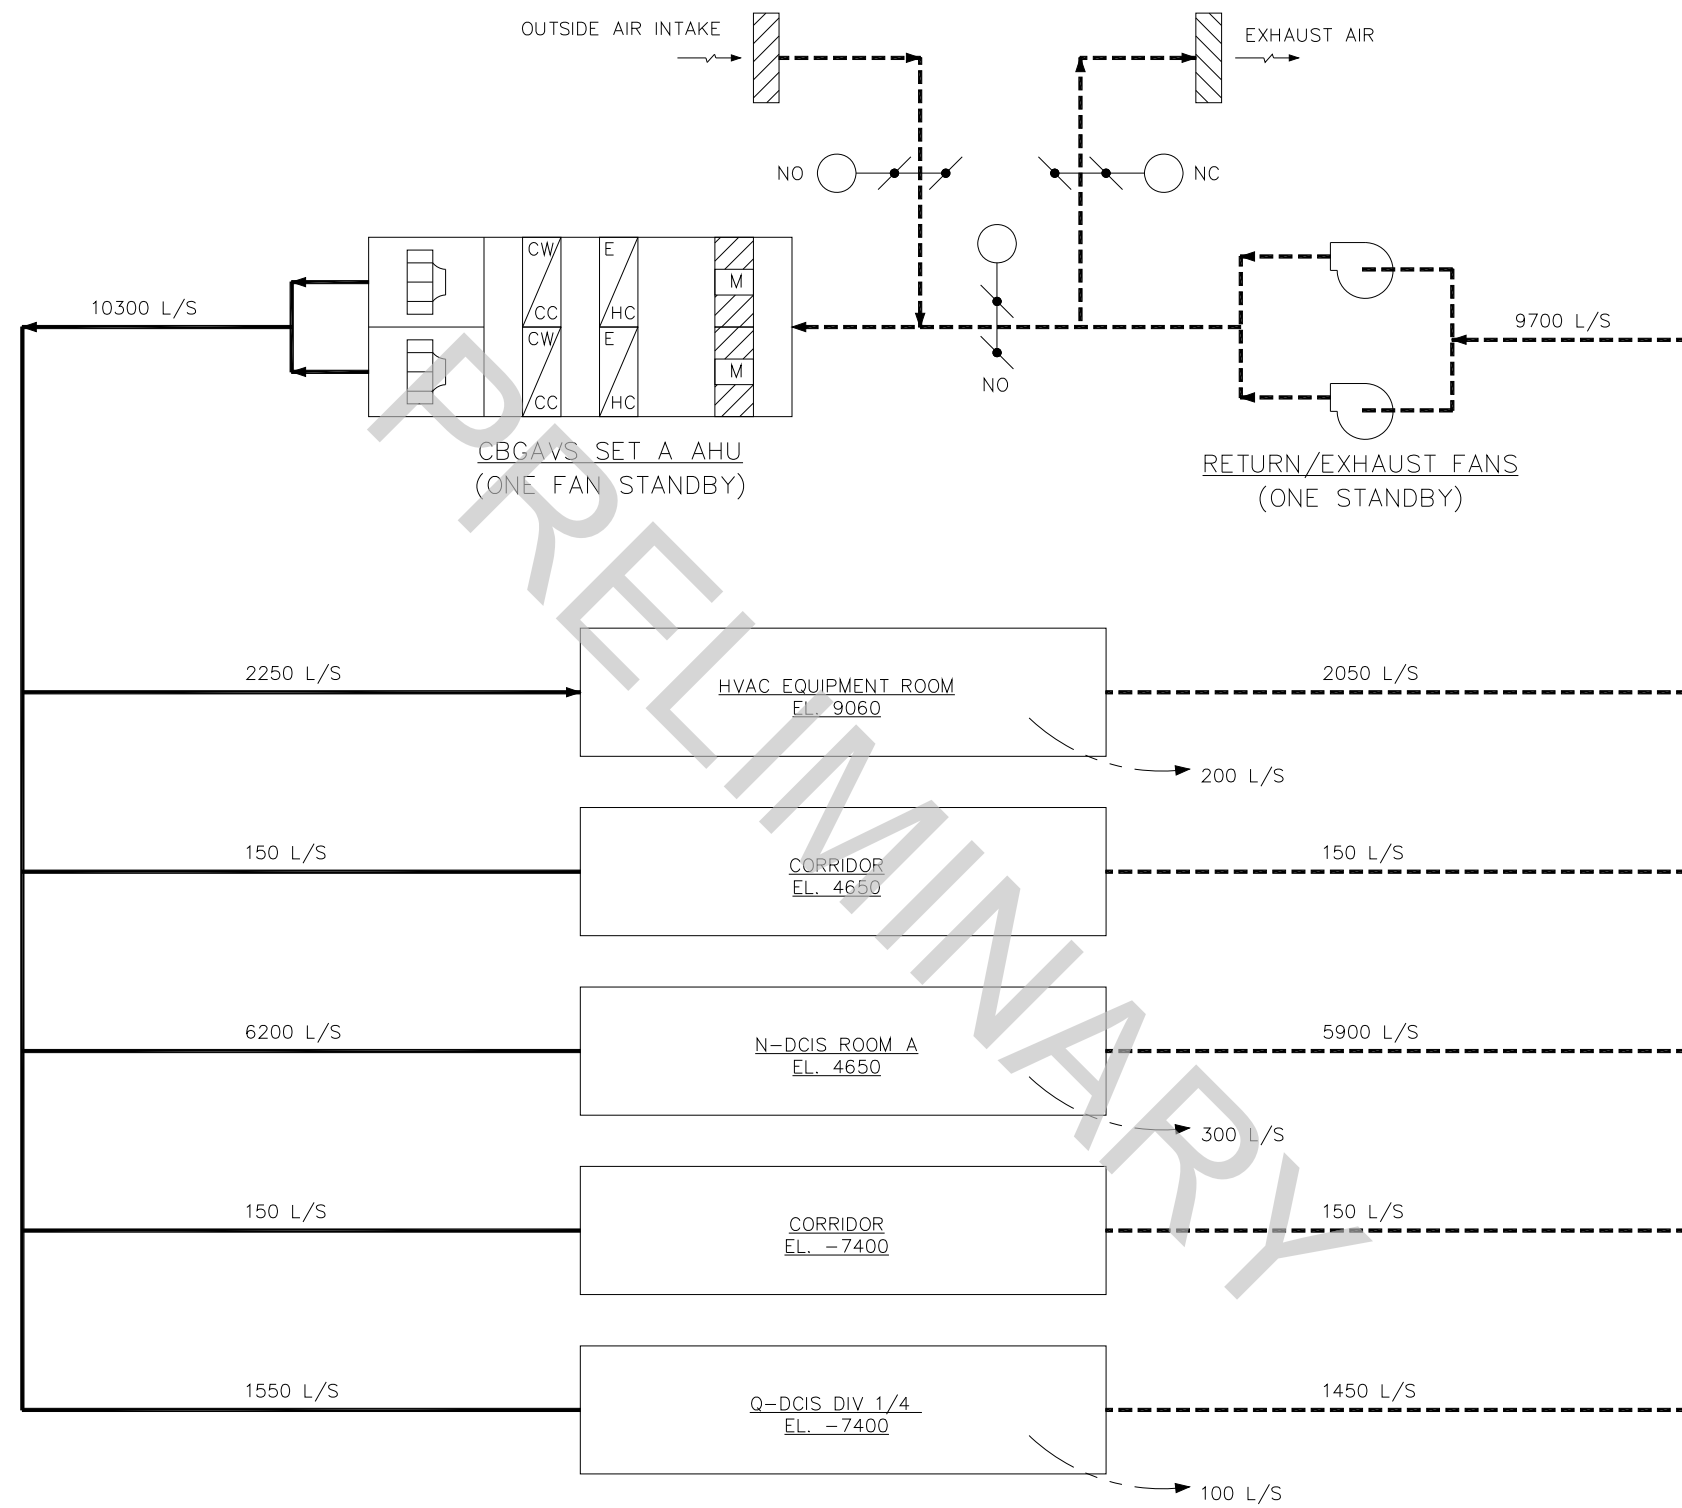 OUTSIDE AIR INTAKE
EXHAUST AIR
NO
NC
CW
E
CC
HC
M
CW
E
CC
HC
M
10300 L/S
NO
9700 L/S
CBGAVS SET A AHU
(ONE FAN STANDBY)
RETURN/EXHAUST FANS
(ONE STANDBY)
PRELIMINARY
2250 L/S
HVAC EQUIPMENT ROOM
EL. 9060
2050 L/S
200 L/S
150 L/S
CORRIDOR
EL. 4650
150 L/S
6200 L/S
N-DCIS ROOM A
EL. 4650
5900 L/S
300 L/S
150 L/S
CORRIDOR
EL. -7400
150 L/S
1550 L/S
Q-DCIS DIV 1/4
EL. -7400
1450 L/S
100 L/S